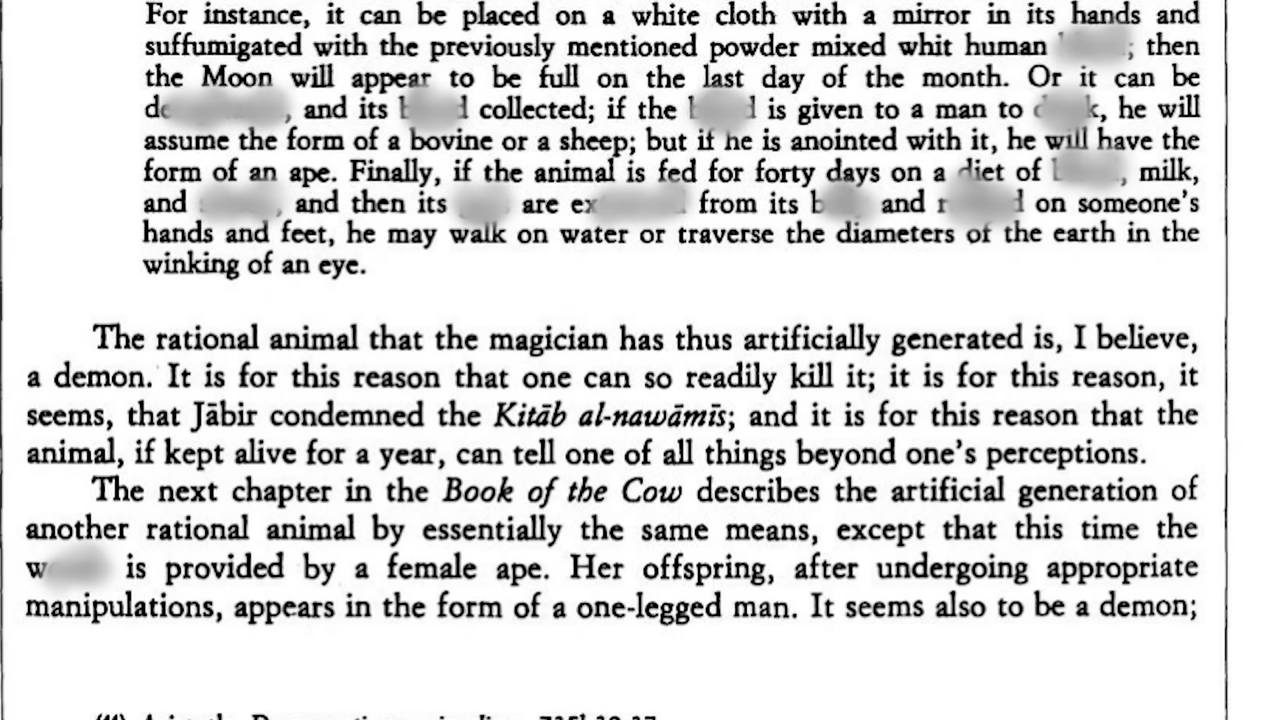 For instance, it can be placed on a white cloth with a mirror in its hands and
suffumigated with the previously mentioned powder mixed whit human ; then
the Moon will appear to be full on the last day of the month. Or it can be
, and its collected; if the is given to a man to , he will
assume the form of a bovine or a sheep; but if he is anointed with it, he will have the
form of an ape. Finally, if the animal is fed for forty days on a diet of , milk,
and , and then its are from its and on someone's
hands and feet, he may walk on water or traverse the diameters of the earth in the
winking of an eye.
The rational animal that the magician has thus artificially generated is, I believe,
a demon. It is for this reason that one can so readily kill it; it is for this reason, it
seems, that Jābir condemned the Kitāb al-nawāmīs; and it is for this reason that the
animal, if kept alive for a year, can tell one of all things beyond one's perceptions.
The next chapter in the Book of the Cow describes the artificial generation of
another rational animal by essentially the same means, except that this time the
is provided by a female ape. Her offspring, after undergoing appropriate
manipulations, appears in the form of a one-legged man. It seems also to be a demon;